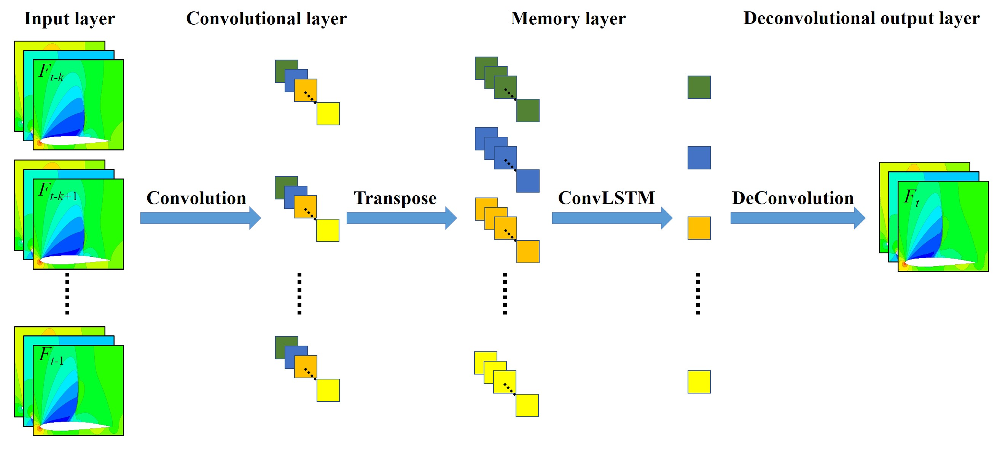 Input layer
Convolutional layer
Memory layer
Deconvolutional output layer
F t-k
F t-k+1
Convolution
Transpose
ConvLSTM
DeConvolution
F t
F t-1